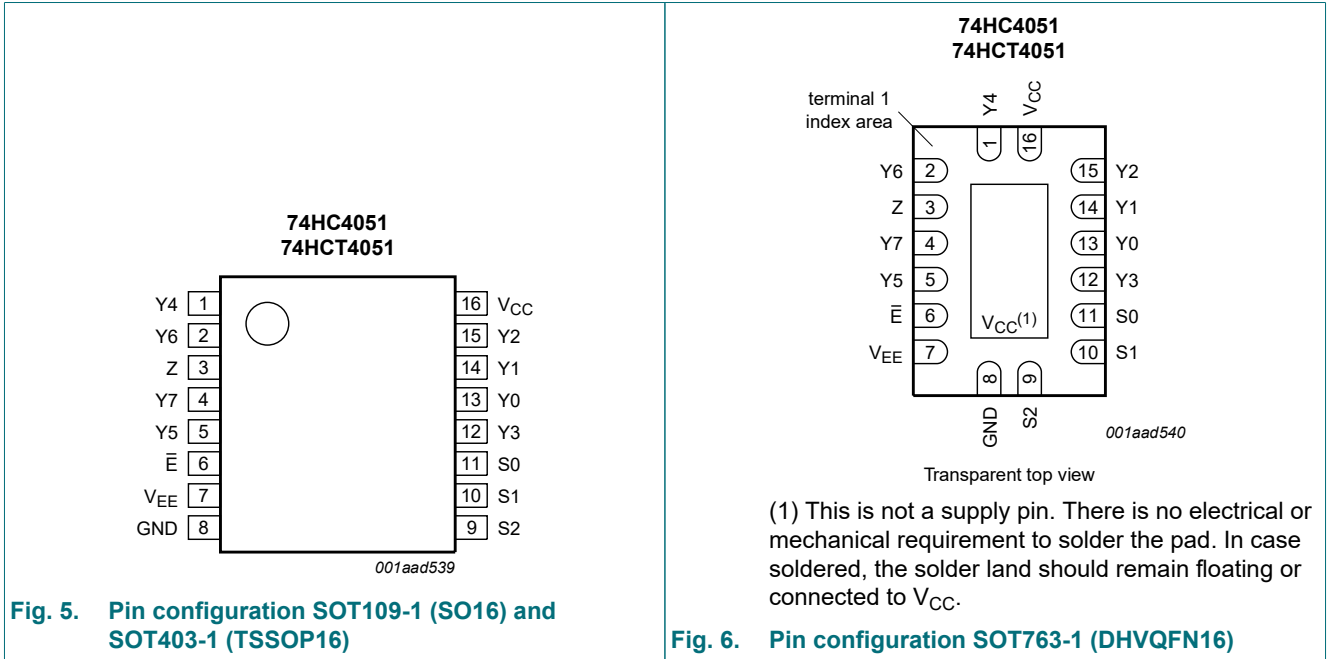 74HC4051
74HCT4051
Y4 1
Y6 2
Z 3
Y7 4
Y5 5
E̅ 6
VEE 7
GND 8
16 VCC
15 Y2
14 Y1
13 Y0
12 Y3
11 S0
10 S1
9 S2
001aad539
Fig. 5. Pin configuration SOT109-1 (SO16) and
SOT403-1 (TSSOP16)
74HC4051
74HCT4051
terminal 1
index area
Y4
VCC
1
16
Y6 2
Z 3
Y7 4
Y5 5
E̅ 6
VEE 7
15 Y2
14 Y1
13 Y0
12 Y3
11 S0
10 S1
VCC(1)
8
9
GND
S2
001aad540
Transparent top view
(1) This is not a supply pin. There is no electrical or
mechanical requirement to solder the pad. In case
soldered, the solder land should remain floating or
connected to VCC.
Fig. 6. Pin configuration SOT763-1 (DHVQFN16)